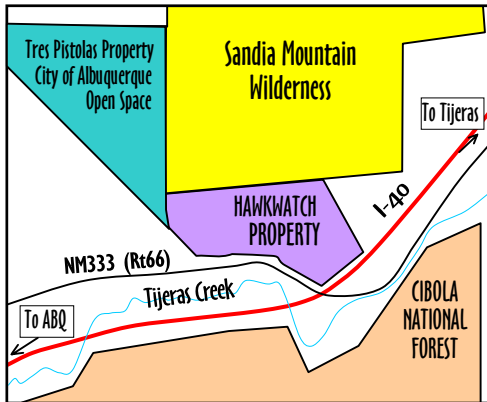 Tres Pistolas Property
City of Albuquerque
Open Space
Sandia Mountain
Wilderness
To Tijeras
I-40
HAWKWATCH
PROPERTY
NM333 (Rt66)
Tijeras Creek
To ABQ
CIBOLA
NATIONAL
FOREST